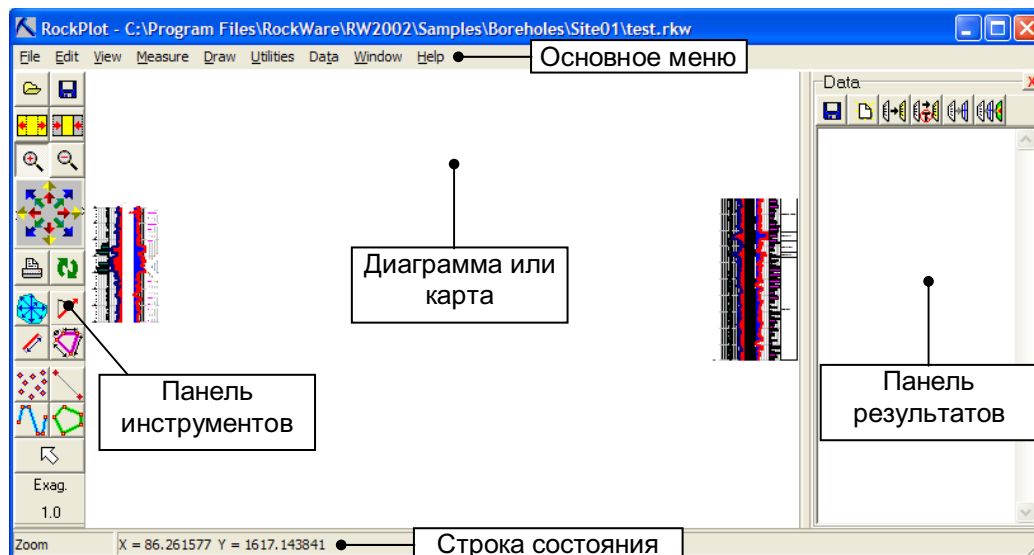 RockPlot - C:\Program Files\RockWare\RW2002\Samples\Boreholes\Site01\test.rkw
File Edit View Measure Draw Utilities Data Window Help
Основное меню
Data
Диаграмма или
карта
Панель
инструментов
Панель
результатов
Exag.
1.0
Zoom
X = 86.261577 Y = 1617.143841
Строка состояния